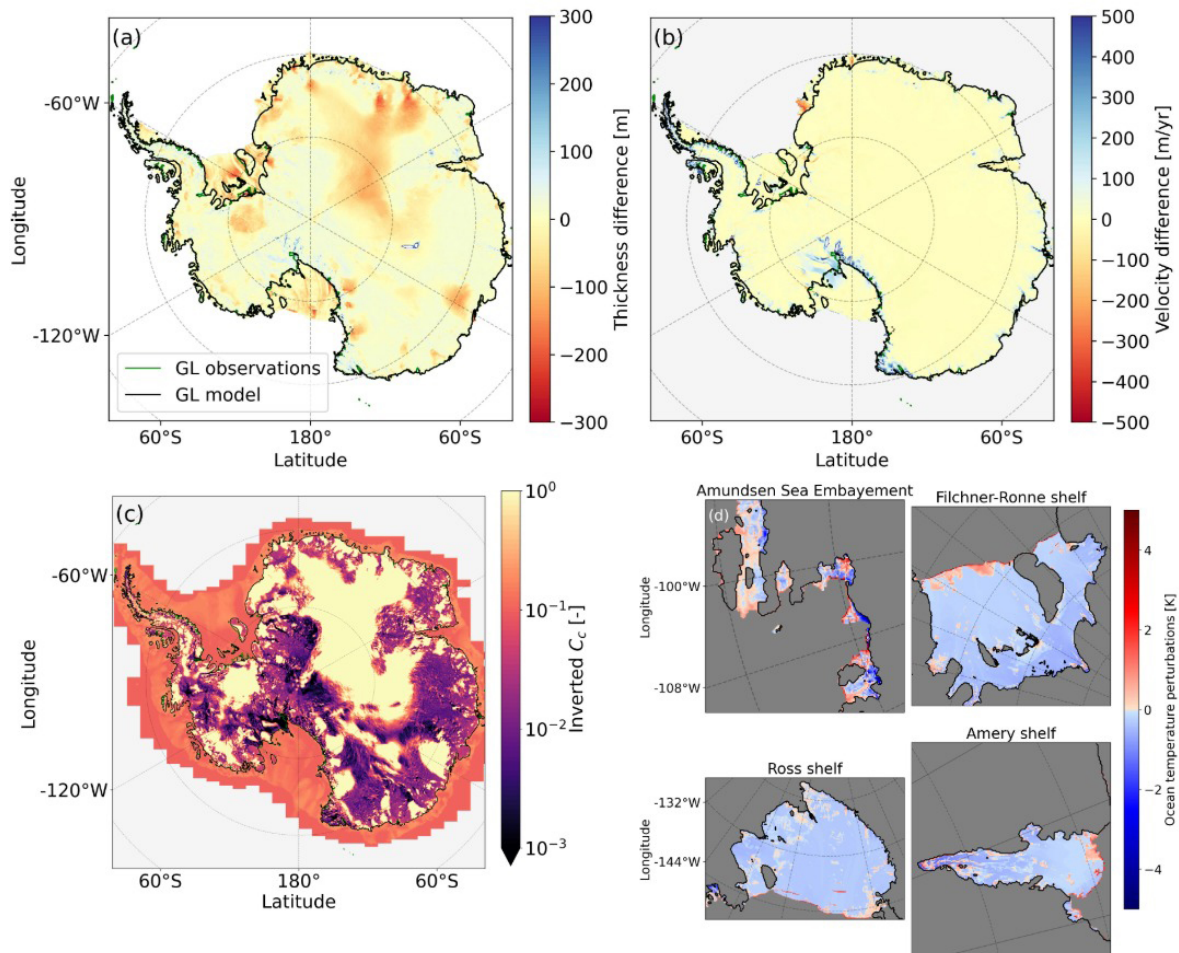 (a)
Longitude
-60°W
-120°W
60°S
180°
60°S
Latitude
GL observations
GL model
300
200
100
0
−100
−200
−300
Thickness difference [m]
(b)
60°S
180°
60°S
Latitude
500
400
300
200
100
0
−100
−200
−300
−400
−500
Velocity difference [m/yr]
(c)
Longitude
-60°W
-120°W
60°S
180°
60°S
Latitude
10⁰
10⁻¹
10⁻²
10⁻³
Inverted C_c [-]
Amundsen Sea Embayement
(d)
Longitude
-100°W
-108°W
Filchner-Ronne shelf
Ross shelf
Longitude
-132°W
-144°W
Amery shelf
4
2
0
−2
−4
Ocean temperature perturbations [K]